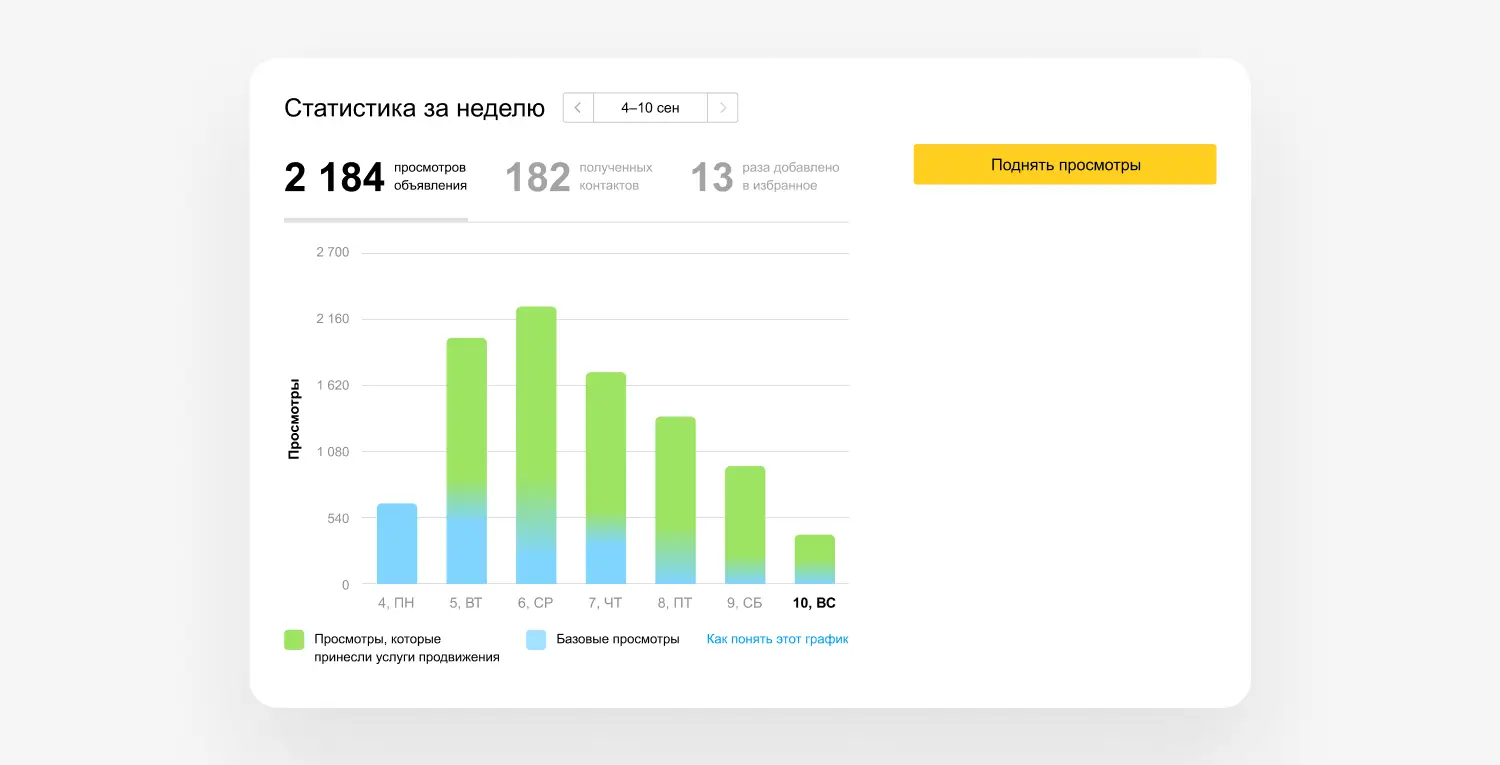 Статистика за неделю
4–10 сен
2 184 просмотров
объявления
182 полученных
контактов
13 раза добавлено
в избранное
Поднять просмотры
Просмотры
2 700
2 160
1 620
1 080
540
0
4, ПН 5, ВТ 6, СР 7, ЧТ 8, ПТ 9, СБ 10, ВС
Просмотры, которые
принесли услуги продвижения
Базовые просмотры
Как понять этот график